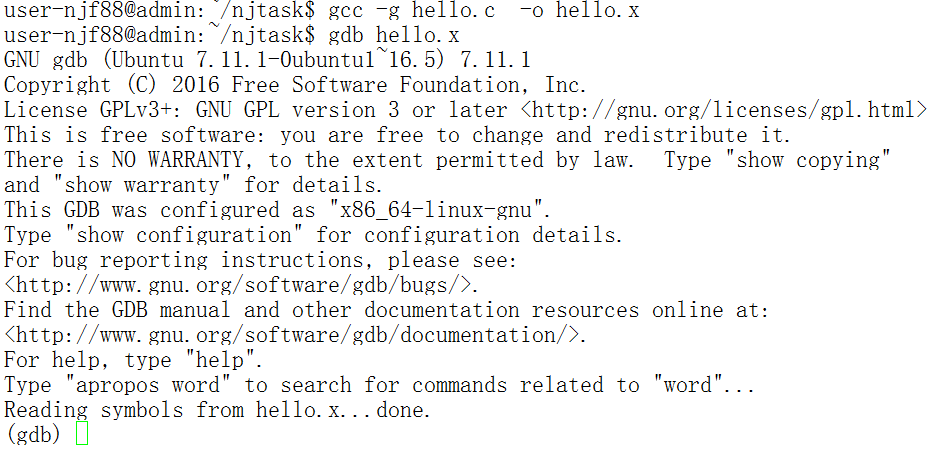 user-njf88@admin:~/njtask$ gcc -g hello.c  -o hello.x
user-njf88@admin:~/njtask$ gdb hello.x
GNU gdb (Ubuntu 7.11.1-0ubuntu1~16.5) 7.11.1
Copyright (C) 2016 Free Software Foundation, Inc.
License GPLv3+: GNU GPL version 3 or later <http://gnu.org/licenses/gpl.html>
This is free software: you are free to change and redistribute it.
There is NO WARRANTY, to the extent permitted by law.  Type "show copying"
and "show warranty" for details.
This GDB was configured as "x86_64-linux-gnu".
Type "show configuration" for configuration details.
For bug reporting instructions, please see:
<http://www.gnu.org/software/gdb/bugs/>.
Find the GDB manual and other documentation resources online at:
<http://www.gnu.org/software/gdb/documentation/>.
For help, type "help".
Type "apropos word" to search for commands related to "word"...
Reading symbols from hello.x...done.
(gdb)